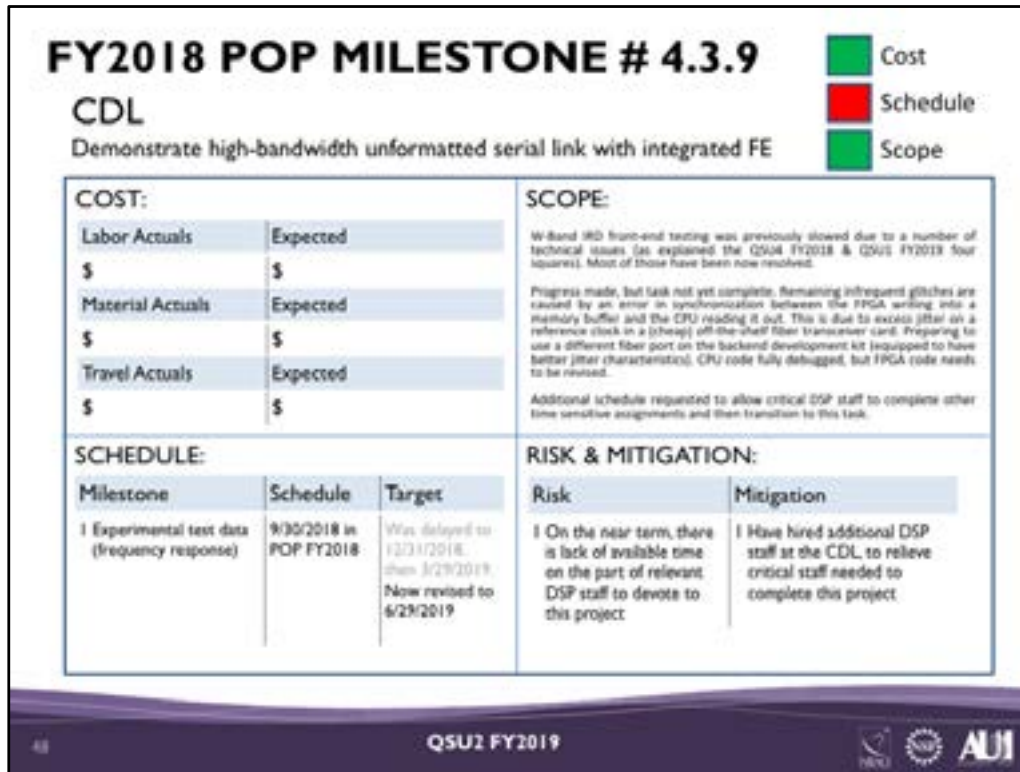 FY2018 POP MILESTONE # 4.3.9
CDL
Demonstrate high-bandwidth unformatted serial link with integrated FE
Cost
Schedule
Scope
COST:
Labor Actuals Expected
$ $
Material Actuals Expected
$ $
Travel Actuals Expected
$ $
SCOPE:
W-Band IRD front-end testing was previously slowed due to a number of
technical issues (as explained the QSU4 FY2018 & QSU1 FY2019 four
squares). Most of those have been now resolved.
Progress made, but task not yet complete. Remaining infrequent glitches are
caused by an error in synchronization between the FPGA writing into a
memory buffer and the CPU reading it out. This is due to excess jitter on a
reference clock in a (cheap) off-the-shelf fiber transceiver card. Preparing to
use a different fiber port on the backend development kit (equipped to have
better jitter characteristics). CPU code fully debugged, but FPGA code needs
to be revised.
Additional schedule requested to allow critical DSP staff to complete other
time sensitive assignments and then transition to this task.
SCHEDULE:
Milestone Schedule Target
1 Experimental test data
(frequency response)
9/30/2018 in
POP FY2018
Was delayed to
12/31/2018,
then 3/29/2019.
Now revised to
6/29/2019
RISK & MITIGATION:
Risk Mitigation
1 On the near term, there
is lack of available time
on the part of relevant
DSP staff to devote to
this project
1 Have hired additional DSP
staff at the CDL, to relieve
critical staff needed to
complete this project
48
QSU2 FY2019
NRAO
NSF
AUI